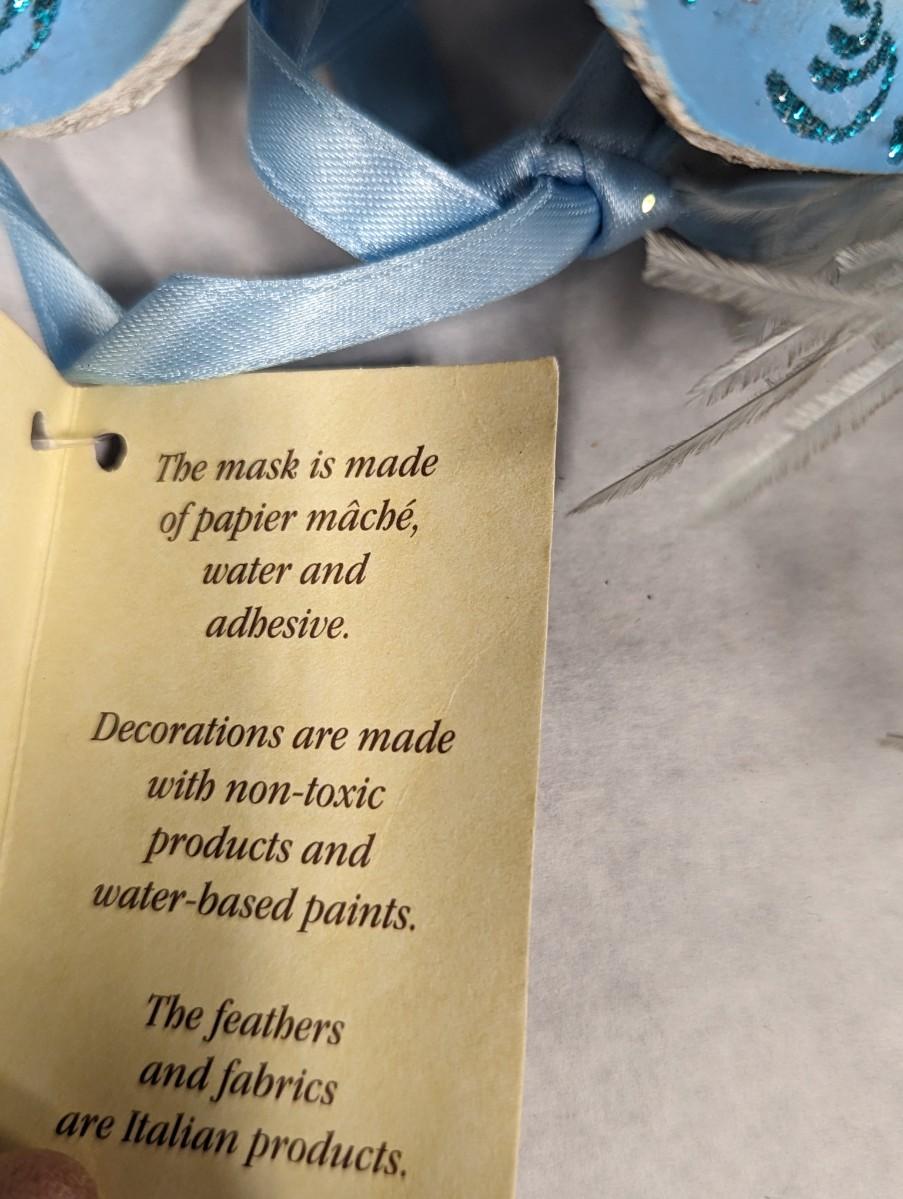 The mask is made
of papier mâché,
water and
adhesive.
Decorations are made
with non-toxic
products and
water-based paints.
The feathers
and fabrics
are Italian products.